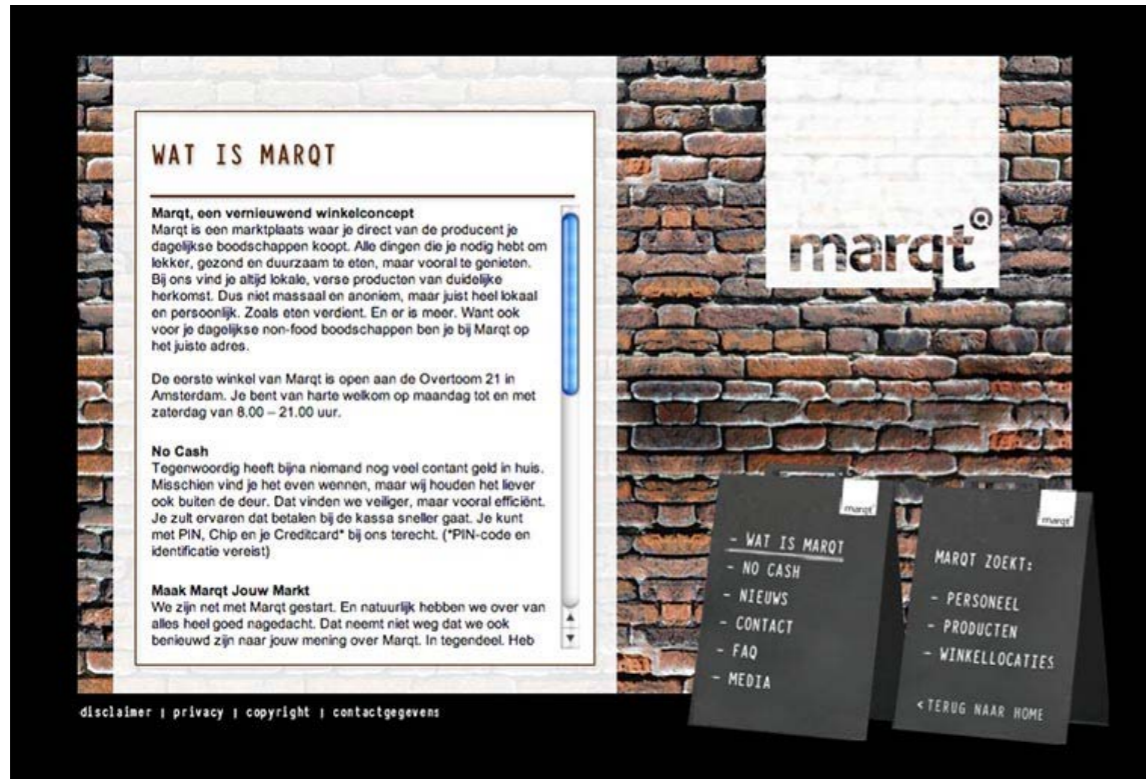 WAT IS MARQT
Marqt, een vernieuwend winkelconcept
Marqt is een marktplaats waar je direct van de producent je
dagelijkse boodschappen koopt. Alle dingen die je nodig hebt om
lekker, gezond en duurzaam te eten, maar vooral te genieten.
Bij ons vind je altijd lokale, verse producten van duidelijke
herkomst. Dus niet massaal en anoniem, maar juist heel lokaal
en persoonlijk. Zoals eten verdient. En er is meer. Want ook
voor je dagelijkse non-food boodschappen ben je bij Marqt op
het juiste adres.
De eerste winkel van Marqt is open aan de Overtoom 21 in
Amsterdam. Je bent van harte welkom op maandag tot en met
zaterdag van 8.00 – 21.00 uur.
No Cash
Tegenwoordig heeft bijna niemand nog veel contant geld in huis.
Misschien vind je het even wennen, maar wij houden het liever
ook buiten de deur. Dat vinden we veiliger, maar vooral efficiënt.
Je zult ervaren dat betalen bij de kassa sneller gaat. Je kunt
met PIN, Chip en je Creditcard* bij ons terecht. (*PIN-code en
identificatie vereist)
Maak Marqt Jouw Markt
We zijn net met Marqt gestart. En natuurlijk hebben we over van
alles heel goed nagedacht. Dat neemt niet weg dat we ook
benieuwd zijn naar jouw mening over Marqt. In tegendeel. Heb
marqt
marqt
- WAT IS MARQT
- NO CASH
- NIEUWS
- CONTACT
- FAQ
- MEDIA
marqt
MARQT ZOEKT:
- PERSONEEL
- PRODUCTEN
- WINKELLOCATIES
<TERUG NAAR HOME
disclaimer | privacy | copyright | contactgegevens